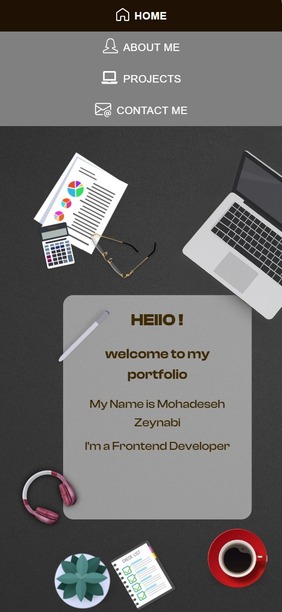 HOME
ABOUT ME
PROJECTS
CONTACT ME
HEllO !
welcome to my
portfolio
My Name is Mohadeseh
Zeynabi
I'm a Frontend Developer